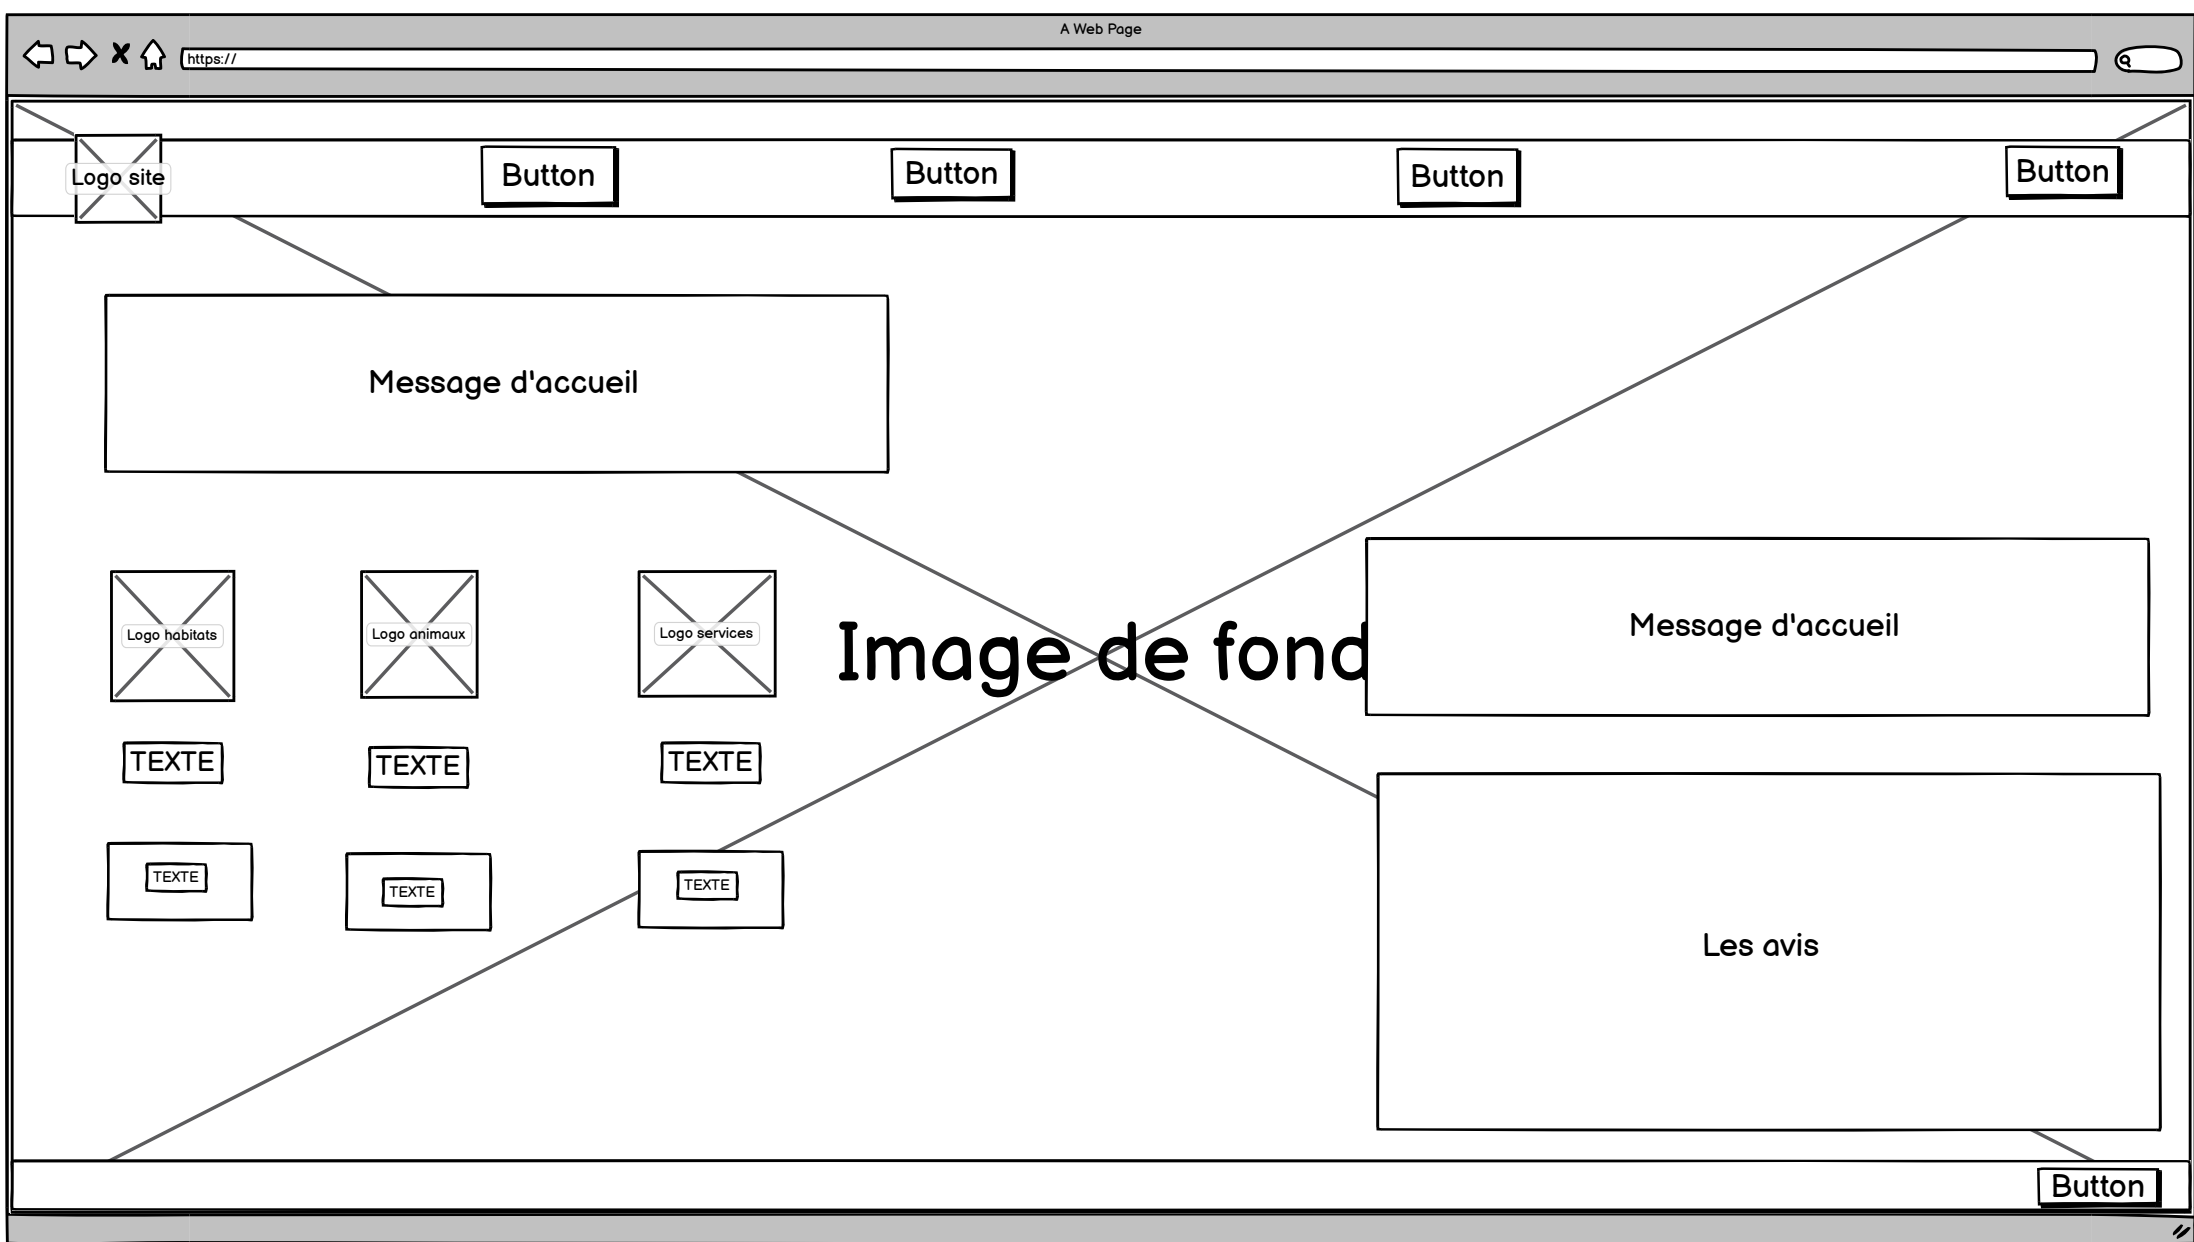 A Web Page
https://
Logo site
Button
Button
Button
Button
Message d'accueil
Logo habitats
Logo animaux
Logo services
Image de fond
Message d'accueil
TEXTE
TEXTE
TEXTE
TEXTE
TEXTE
TEXTE
Les avis
Button